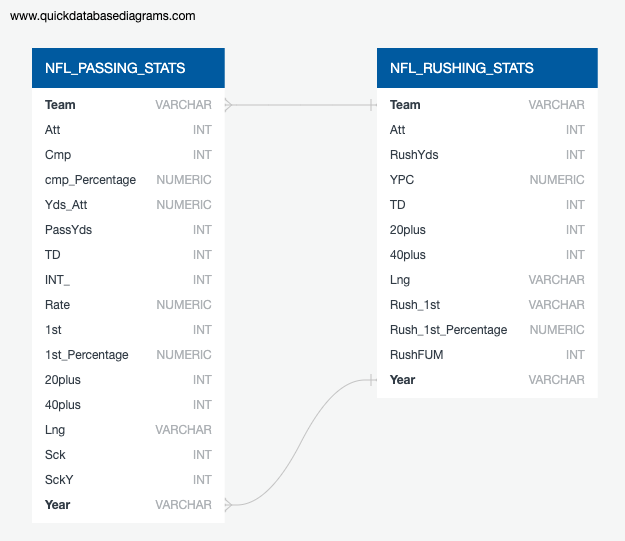 www.quickdatabasediagrams.com
NFL_PASSING_STATS
Team VARCHAR
Att INT
Cmp INT
cmp_Percentage NUMERIC
Yds_Att NUMERIC
PassYds INT
TD INT
INT_ INT
Rate NUMERIC
1st INT
1st_Percentage NUMERIC
20plus INT
40plus INT
Lng VARCHAR
Sck INT
SckY INT
Year VARCHAR
NFL_RUSHING_STATS
Team VARCHAR
Att INT
RushYds INT
YPC NUMERIC
TD INT
20plus INT
40plus INT
Lng VARCHAR
Rush_1st VARCHAR
Rush_1st_Percentage NUMERIC
RushFUM INT
Year VARCHAR